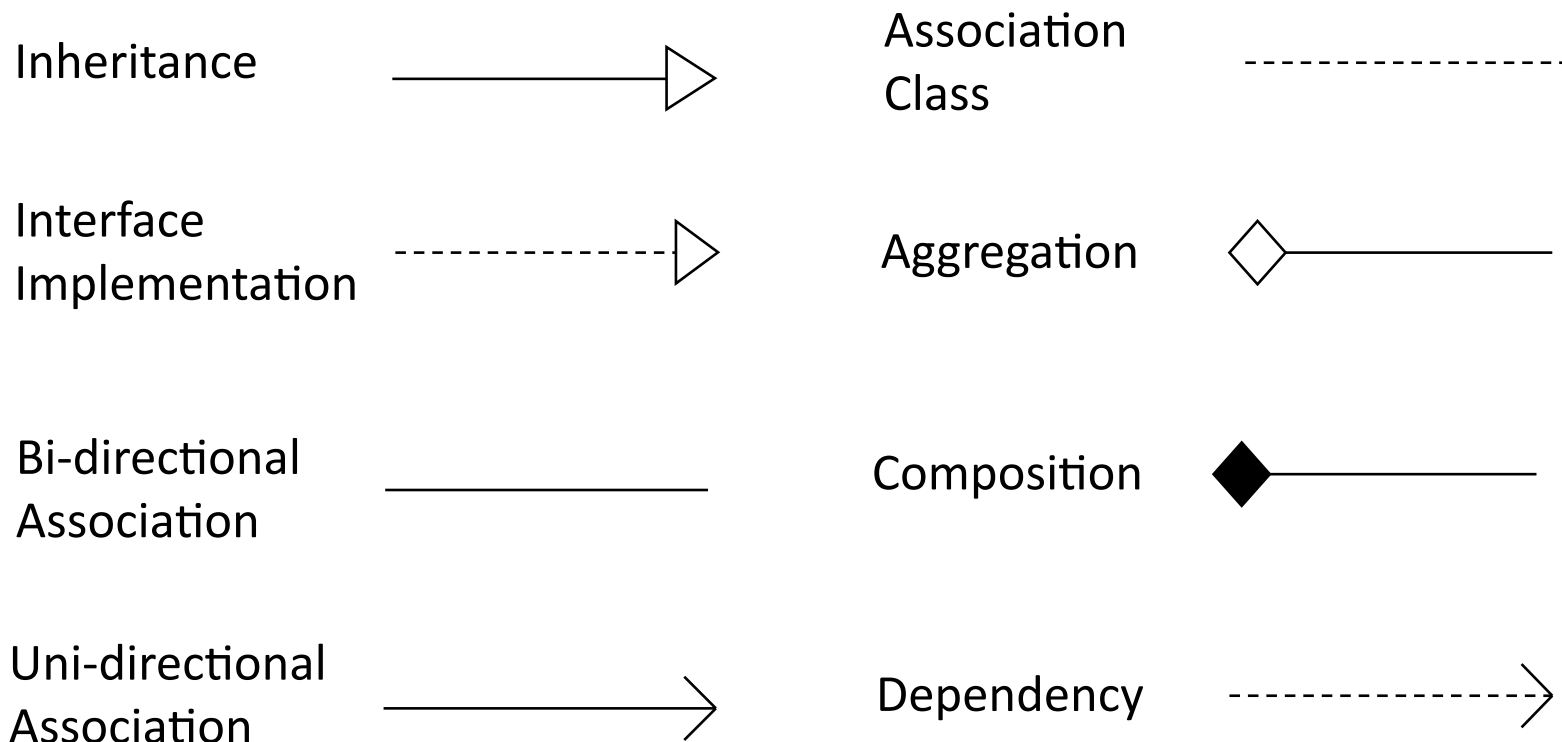 Inheritance
Interface
Implementation
Bi-directional
Association
Uni-directional
Association
Association
Class
Aggregation
Composition
Dependency